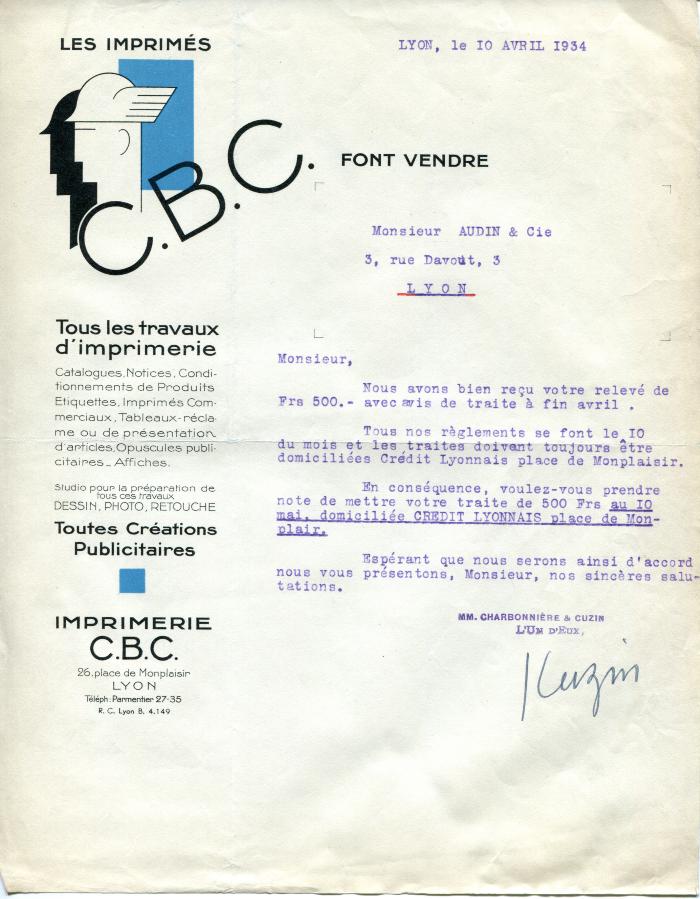 LES IMPRIMÉS
C.B.C.
FONT VENDRE
LYON, le IO AVRIL I934
Monsieur AUDIN & Cie
3, rue Davout, 3
LYON
Tous les travaux
d'imprimerie
Catalogues, Notices, Condi-
tionnements de Produits
Etiquettes, Imprimés Com-
merciaux, Tableaux-récla-
me ou de présentation
d'articles, Opuscules publi-
citaires_ Affiches.
Studio pour la préparation de
tous ces travaux
DESSIN, PHOTO, RETOUCHE
Toutes Créations
Publicitaires
IMPRIMERIE
C.B.C.
26, place de Monplaisir
LYON
Téléph: Parmentier 27-35
R. C. Lyon B. 4.149
Monsieur,
Nous avons bien reçu votre relevé de
Frs 500.- avec avis de traite à fin avril .
Tous nos règlements se font le IO
du mois et les traites doivent toujours être
domiciliées Crédit Lyonnais place de Monplaisir.
En conséquence, voulez-vous prendre
note de mettre votre traite de 500 Frs au IO
mai, domiciliée CREDIT LYONNAIS place de Mon-
plair.
Espérant que nous serons ainsi d'accord
nous vous présentons, Monsieur, nos sincères salu-
tations.
MM. CHARBONNIÈRE & CUZIN
L'UN D'EUX,
Cuzin